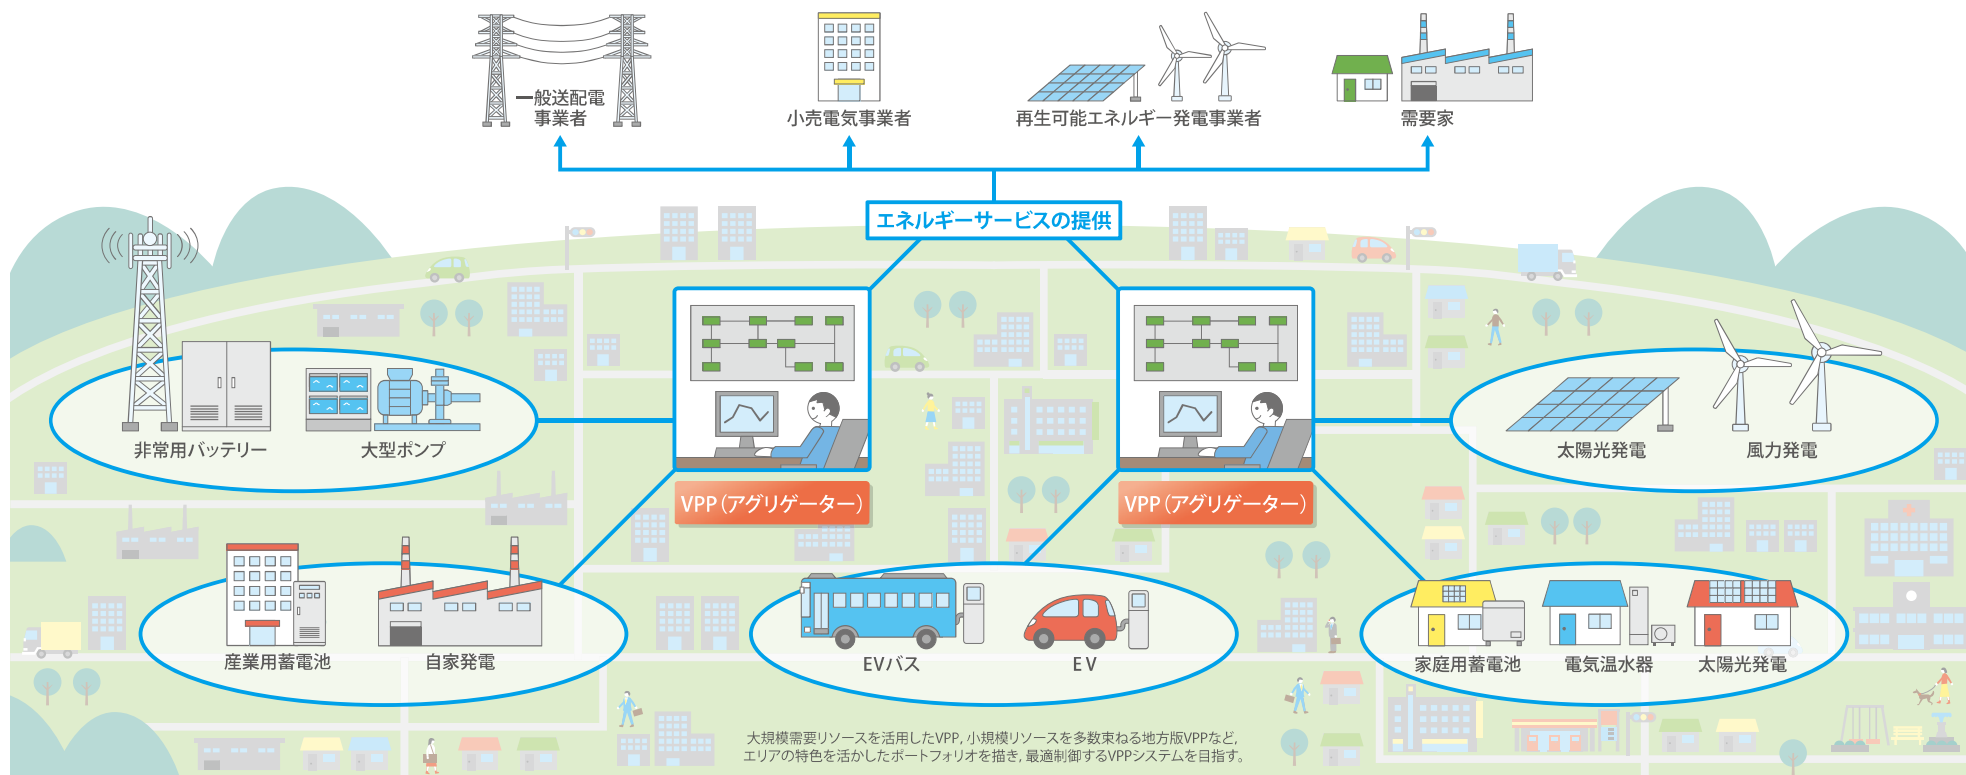 一般送配電
事業者
小売電気事業者
再生可能エネルギー発電事業者
需要家
エネルギーサービスの提供
非常用バッテリー
大型ポンプ
太陽光発電
風力発電
VPP（アグリゲーター）
VPP（アグリゲーター）
産業用蓄電池
自家発電
EVバス
EV
家庭用蓄電池
電気温水器
太陽光発電
大規模需要リソースを活用したVPP, 小規模リソースを多数束ねる地方版VPPなど,
エリアの特色を活かしたポートフォリオを描き, 最適制御するVPPシステムを目指す。